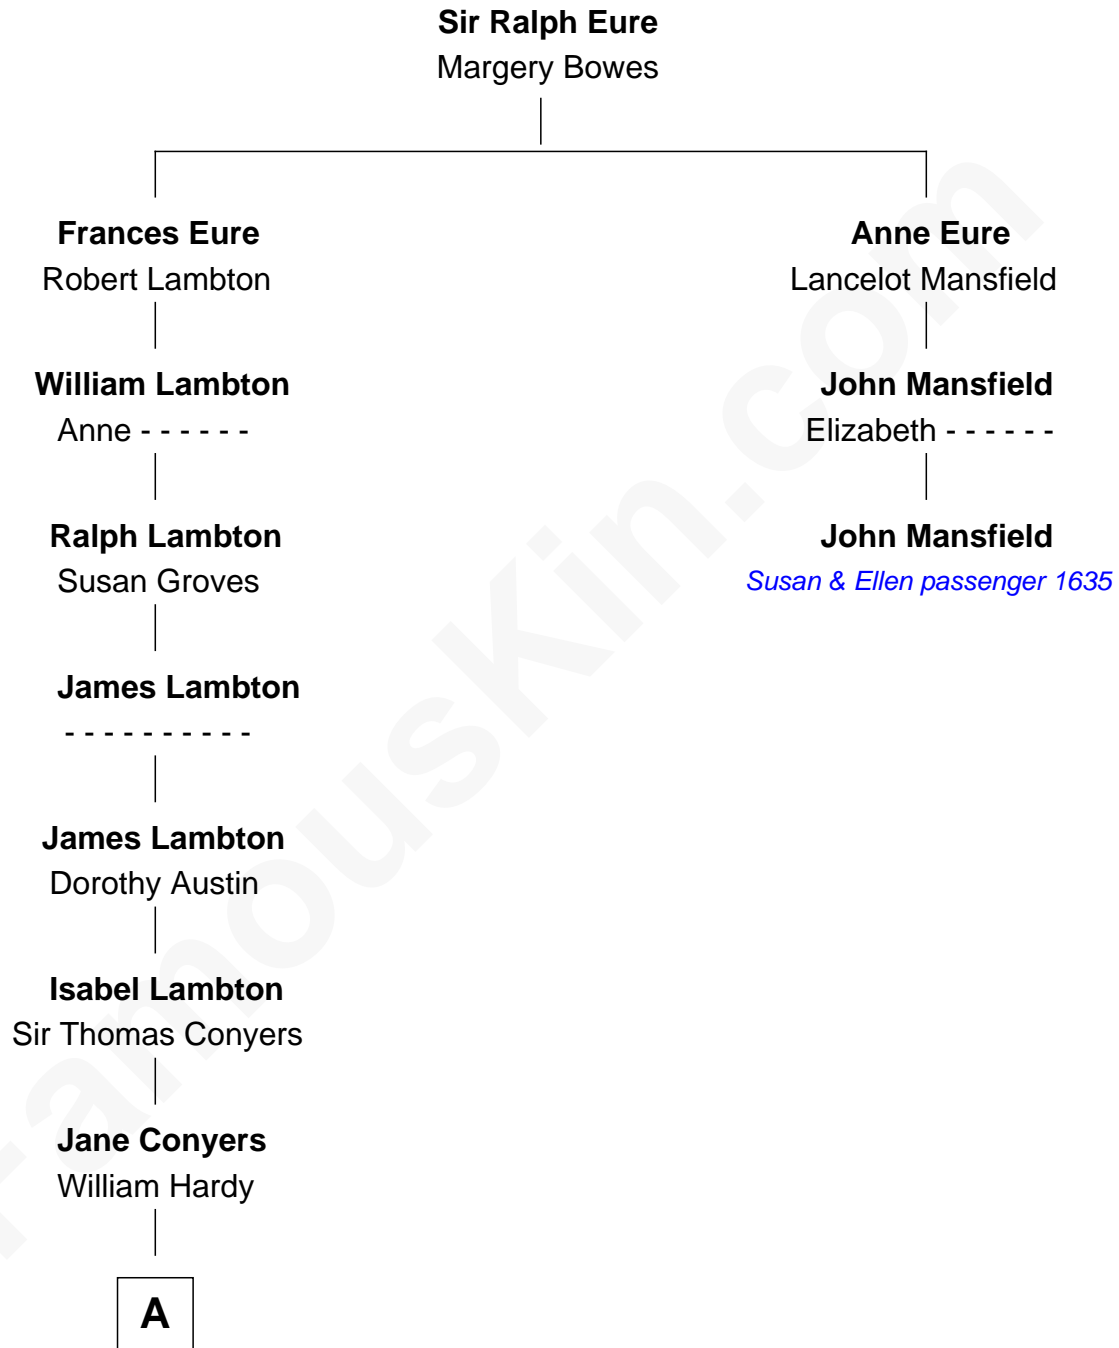 Sir Ralph Eure
Margery Bowes
Frances Eure
Robert Lambton
Anne Eure
Lancelot Mansfield
William Lambton
Anne - - - - - -
John Mansfield
Elizabeth - - - - - -
Ralph Lambton
Susan Groves
John Mansfield
Susan & Ellen passenger 1635
James Lambton
- - - - - - - - - -
James Lambton
Dorothy Austin
Isabel Lambton
Sir Thomas Conyers
Jane Conyers
William Hardy
A
FamousKin.com